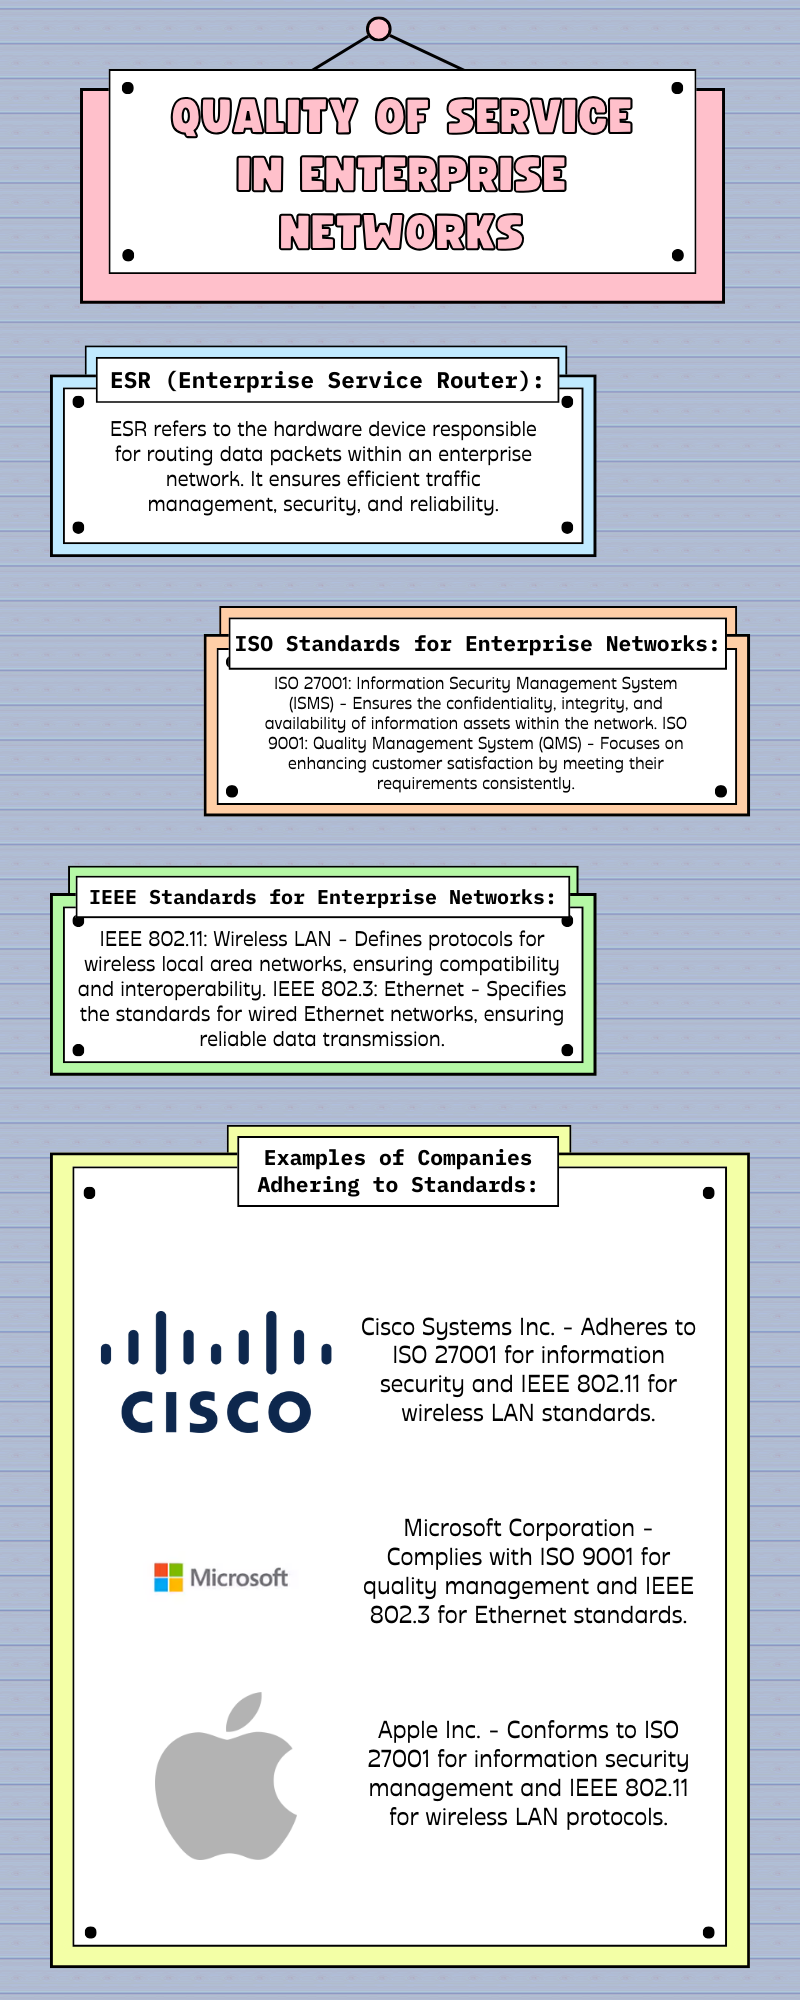 QUALITY OF SERVICE
IN ENTERPRISE
NETWORKS
ESR (Enterprise Service Router):
ESR refers to the hardware device responsible
for routing data packets within an enterprise
network. It ensures efficient traffic
management, security, and reliability.
ISO Standards for Enterprise Networks:
ISO 27001: Information Security Management System
(ISMS) - Ensures the confidentiality, integrity, and
availability of information assets within the network. ISO
9001: Quality Management System (QMS) - Focuses on
enhancing customer satisfaction by meeting their
requirements consistently.
IEEE Standards for Enterprise Networks:
IEEE 802.11: Wireless LAN - Defines protocols for
wireless local area networks, ensuring compatibility
and interoperability. IEEE 802.3: Ethernet - Specifies
the standards for wired Ethernet networks, ensuring
reliable data transmission.
Examples of Companies
Adhering to Standards:
CISCO
Cisco Systems Inc. - Adheres to
ISO 27001 for information
security and IEEE 802.11 for
wireless LAN standards.
Microsoft
Microsoft Corporation -
Complies with ISO 9001 for
quality management and IEEE
802.3 for Ethernet standards.
Apple Inc. - Conforms to ISO
27001 for information security
management and IEEE 802.11
for wireless LAN protocols.